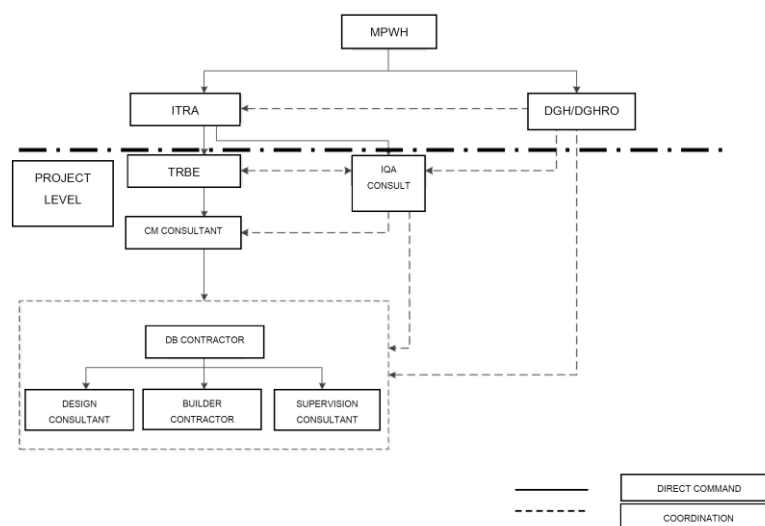 MPWH
ITRA
DGH/DGHRO
PROJECT
LEVEL
TRBE
IQA
CONSULT
CM CONSULTANT
DB CONTRACTOR
DESIGN
CONSULTANT
BUILDER
CONTRACTOR
SUPERVISION
CONSULTANT
DIRECT COMMAND
COORDINATION